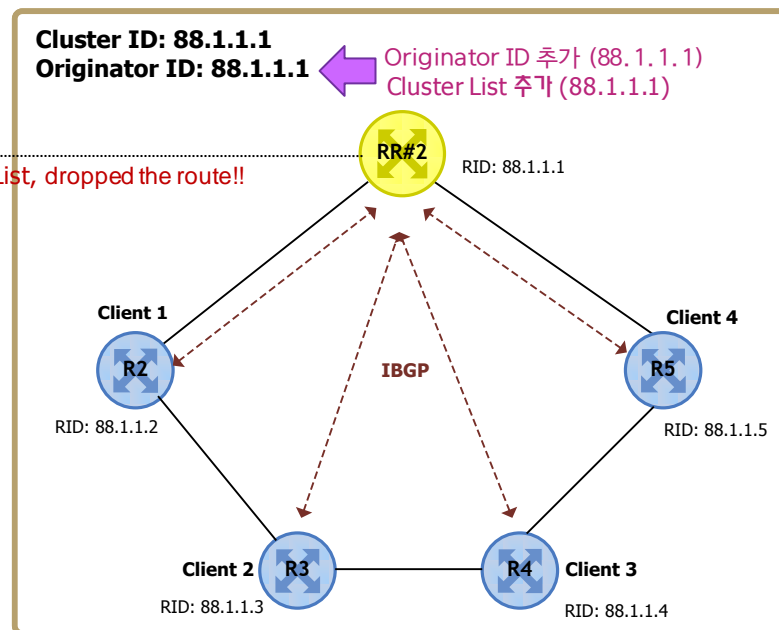 Cluster ID: 88.1.1.1
Originator ID: 88.1.1.1
Originator ID 추가 (88.1.1.1)
Cluster List 추가 (88.1.1.1)
RR#2
RID: 88.1.1.1
List, dropped the route!!
Client 1
Client 4
R2
IBGP
R5
RID: 88.1.1.2
RID: 88.1.1.5
Client 2
R3
R4
Client 3
RID: 88.1.1.3
RID: 88.1.1.4